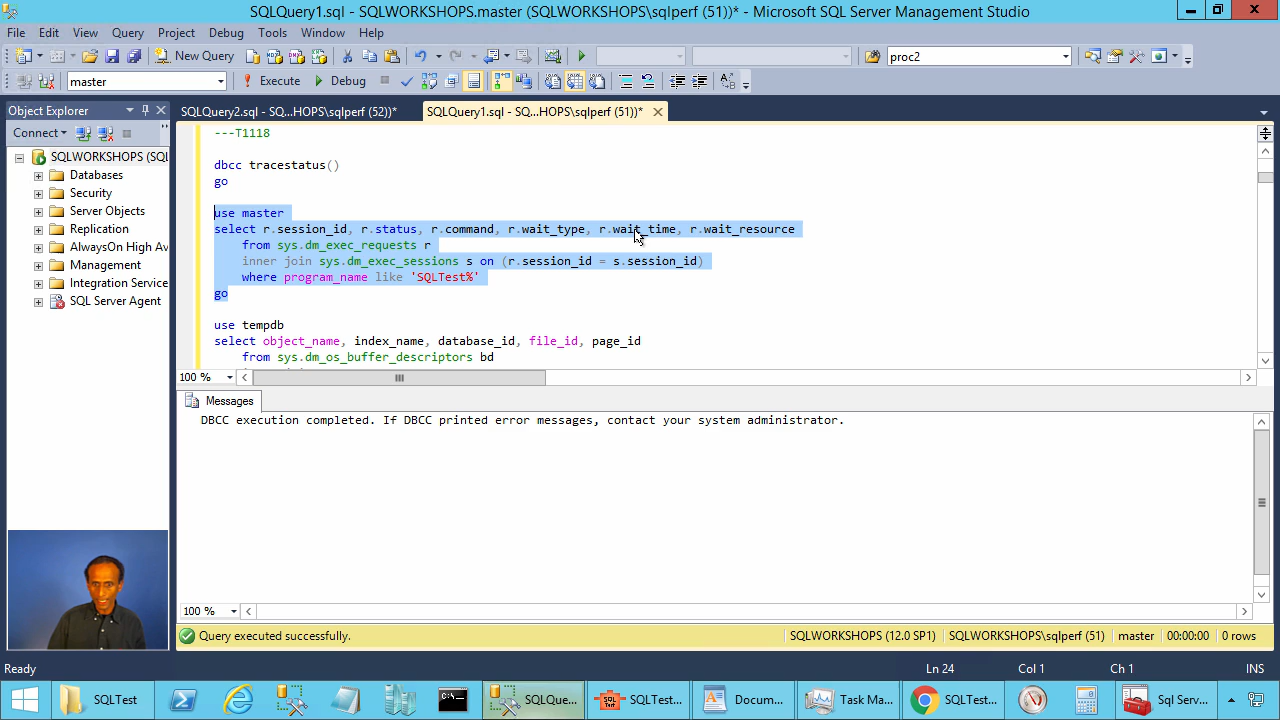 SQLQuery1.sql - SQLWORKSHOPS.master (SQLWORKSHOPS\sqlperf (51))* - Microsoft SQL Server Management Studio
File Edit View Query Project Debug Tools Window Help
New Query
proc2
master
Execute
Debug
Object Explorer
SQLQuery2.sql - SQ...HOPS\sqlperf (52))*
SQLQuery1.sql - SQ...HOPS\sqlperf (51))*
Connect
SQLWORKSHOPS (SQL
Databases
Security
Server Objects
Replication
AlwaysOn High Av
Management
Integration Service
SQL Server Agent
---T1118
dbcc tracestatus()
go
use master
select r.session_id, r.status, r.command, r.wait_type, r.wait_time, r.wait_resource
from sys.dm_exec_requests r
inner join sys.dm_exec_sessions s on (r.session_id = s.session_id)
where program_name like 'SQLTest%'
go
use tempdb
select object_name, index_name, database_id, file_id, page_id
from sys.dm_os_buffer_descriptors bd
100 %
Messages
DBCC execution completed. If DBCC printed error messages, contact your system administrator.
100 %
Query executed successfully.
SQLWORKSHOPS (12.0 SP1)
SQLWORKSHOPS\sqlperf (51)
master
00:00:00
0 rows
Ready
Ln 24
Col 1
Ch 1
INS
SQLTest
SQLQue...
SQLTest...
Docum...
Task Ma...
SQLTest...
Sql Serv...